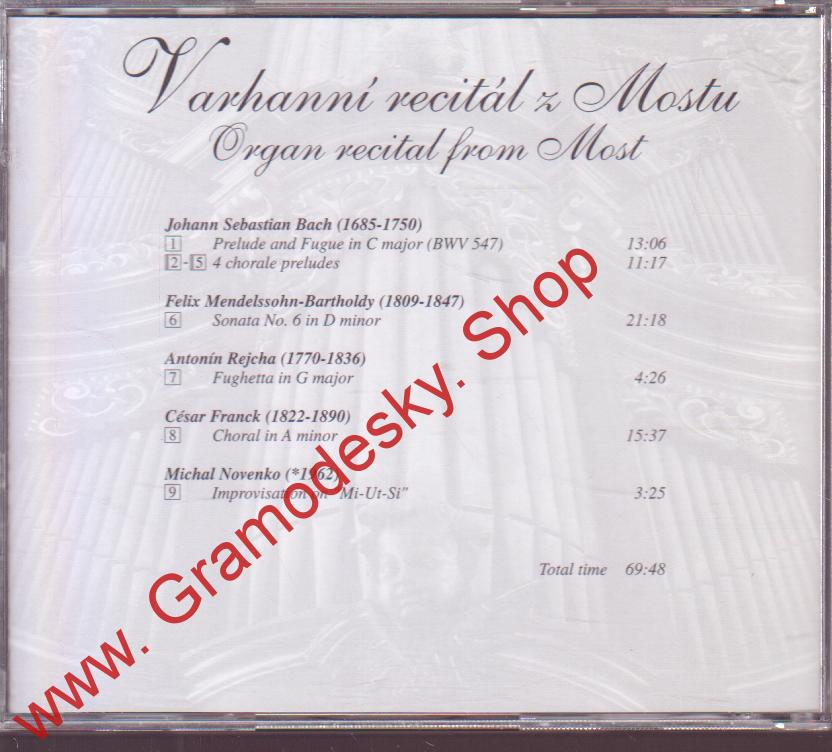 Varhanní recitál z Mostu
Organ recital from Most
Johann Sebastian Bach (1685-1750)
1 Prelude and Fugue in C major (BWV 547) 13:06
2-5 4 chorale preludes 11:17
Felix Mendelssohn-Bartholdy (1809-1847)
6 Sonata No. 6 in D minor 21:18
Antonín Rejcha (1770-1836)
7 Fughetta in G major 4:26
César Franck (1822-1890)
8 Choral in A minor 15:37
Michal Novenko (*1962)
9 Improvisation on "Mi-Ut-Si" 3:25
Total time 69:48
www. Gramodesky. Shop